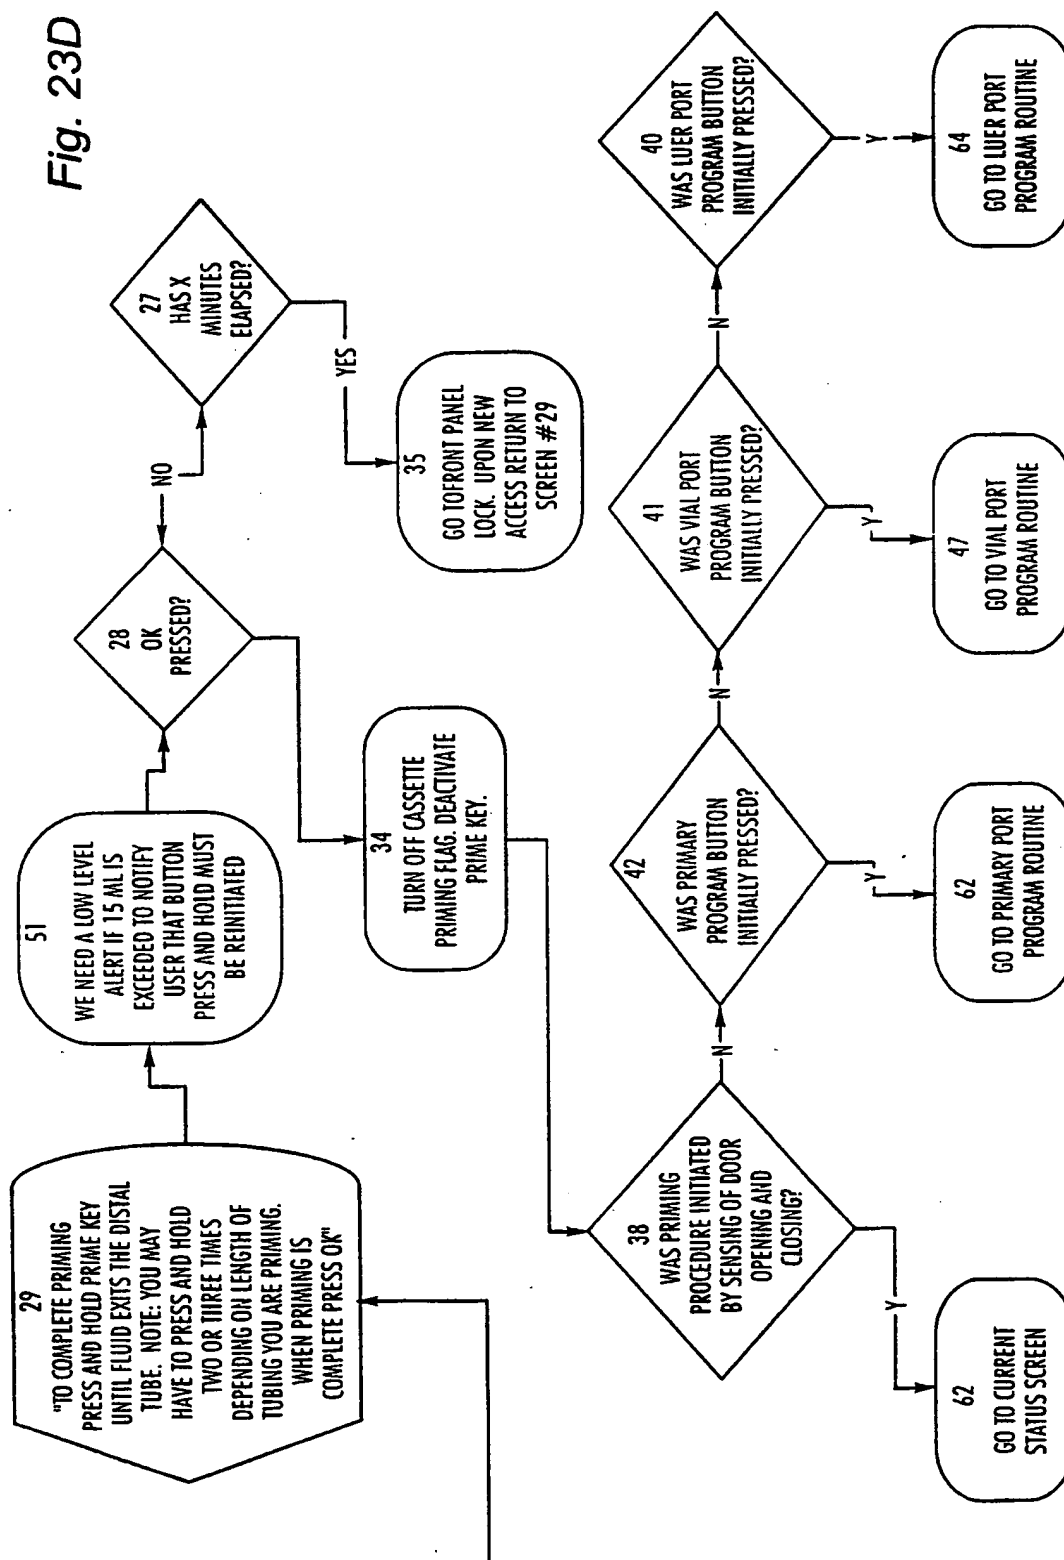 Fig. 23D
29
"TO COMPLETE PRIMING
PRESS AND HOLD PRIME KEY
UNTIL FLUID EXITS THE DISTAL
TUBE. NOTE: YOU MAY
HAVE TO PRESS AND HOLD
TWO OR THREE TIMES
DEPENDING ON LENGTH OF
TUBING YOU ARE PRIMING.
WHEN PRIMING IS
COMPLETE PRESS OK"
51
WE NEED A LOW LEVEL
ALERT IF 15 ML IS
EXCEEDED TO NOTIFY
USER THAT BUTTON
PRESS AND HOLD MUST
BE REINITIATED
28
OK
PRESSED?
NO
27
HAS X
MINUTES
ELAPSED?
YES
35
GO TOFRONT PANEL
LOCK. UPON NEW
ACCESS RETURN TO
SCREEN #29
34
TURN OFF CASSETTE
PRIMING FLAG. DEACTIVATE
PRIME KEY.
38
WAS PRIMING
PROCEDURE INITIATED
BY SENSING OF DOOR
OPENING AND
CLOSING?
N
42
WAS PRIMARY
PROGRAM BUTTON
INITIALLY PRESSED?
N
41
WAS VIAL PORT
PROGRAM BUTTON
INITIALLY PRESSED?
N
40
WAS LUER PORT
PROGRAM BUTTON
INITIALLY PRESSED?
Y
62
GO TO CURRENT
STATUS SCREEN
Y
62
GO TO PRIMARY PORT
PROGRAM ROUTINE
Y
47
GO TO VIAL PORT
PROGRAM ROUTINE
Y
64
GO TO LUER PORT
PROGRAM ROUTINE